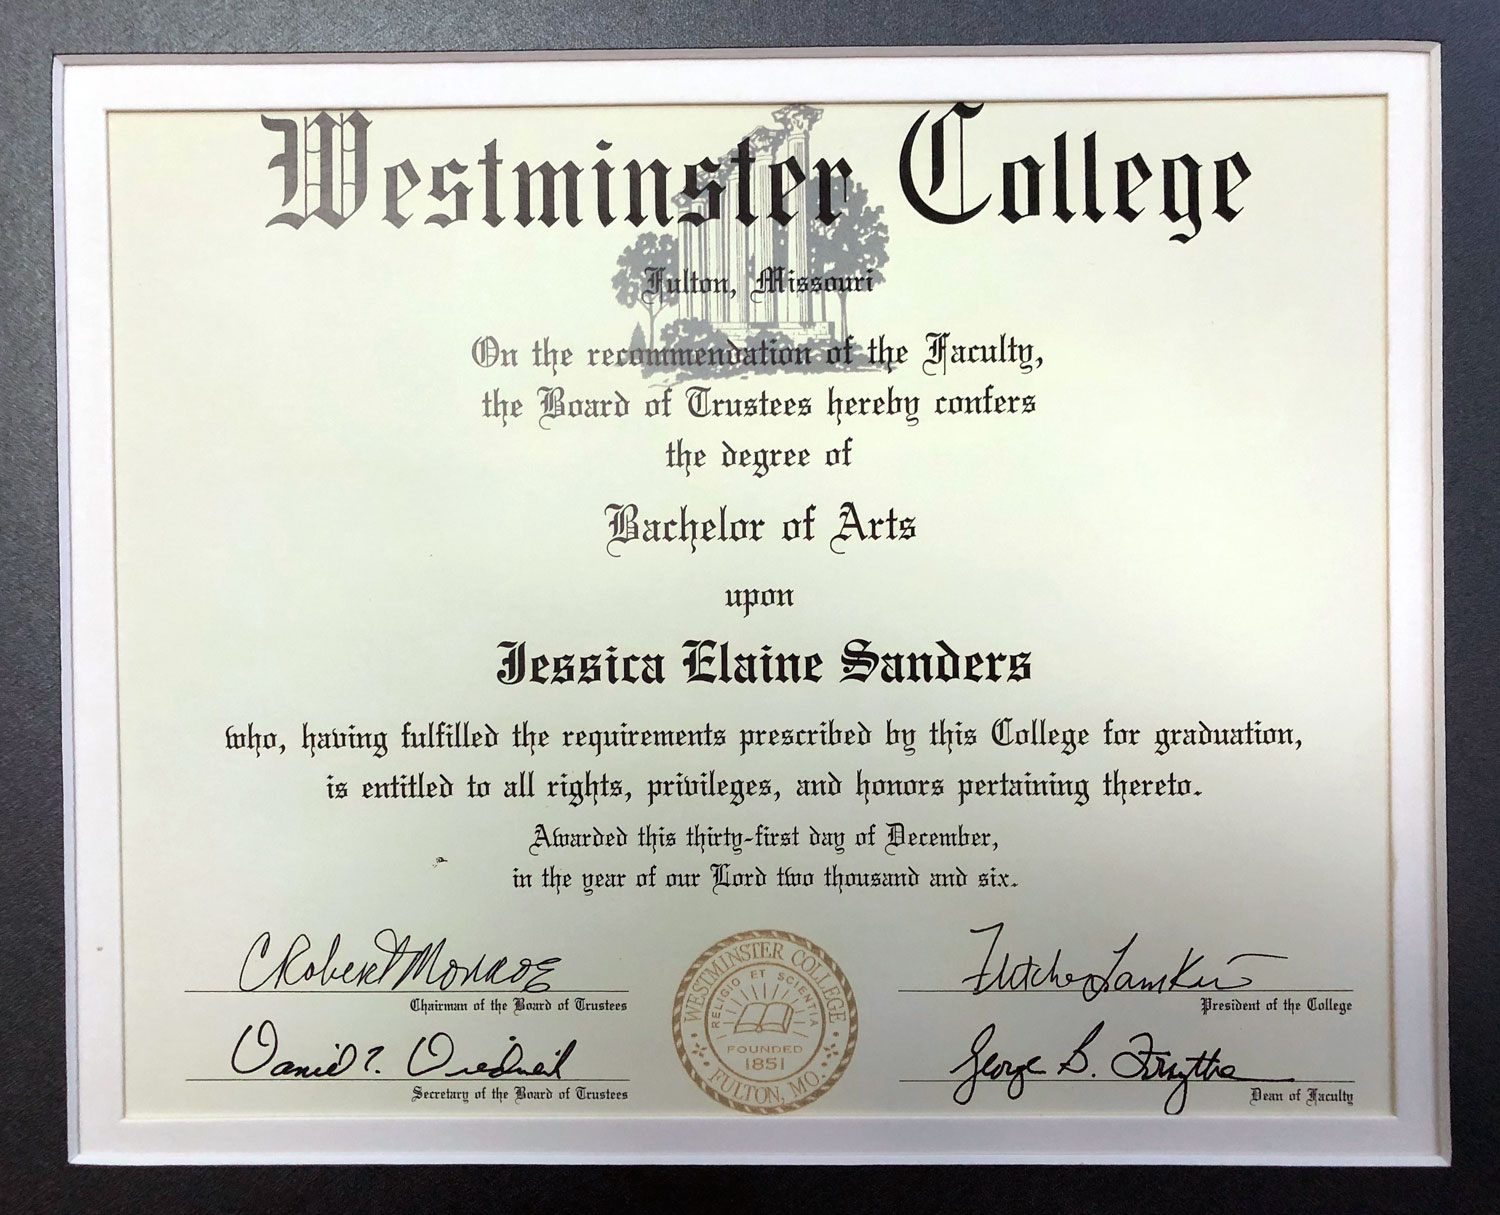 Westminster College
Fulton, Missouri
On the recommendation of the Faculty,
the Board of Trustees hereby confers
the degree of
Bachelor of Arts
upon
Jessica Elaine Sanders
who, having fulfilled the requirements prescribed by this College for graduation,
is entitled to all rights, privileges, and honors pertaining thereto.
Awarded this thirty-first day of December,
in the year of our Lord two thousand and six.
C Robert Monroe
Chairman of the Board of Trustees
Fletcher Lamkin
President of the College
Daniel
Secretary of the Board of Trustees
George B. Forsythe
Dean of Faculty
WESTMINSTER COLLEGE
RELIGIO ET SCIENTIA
FOUNDED
1851
FULTON, MO.